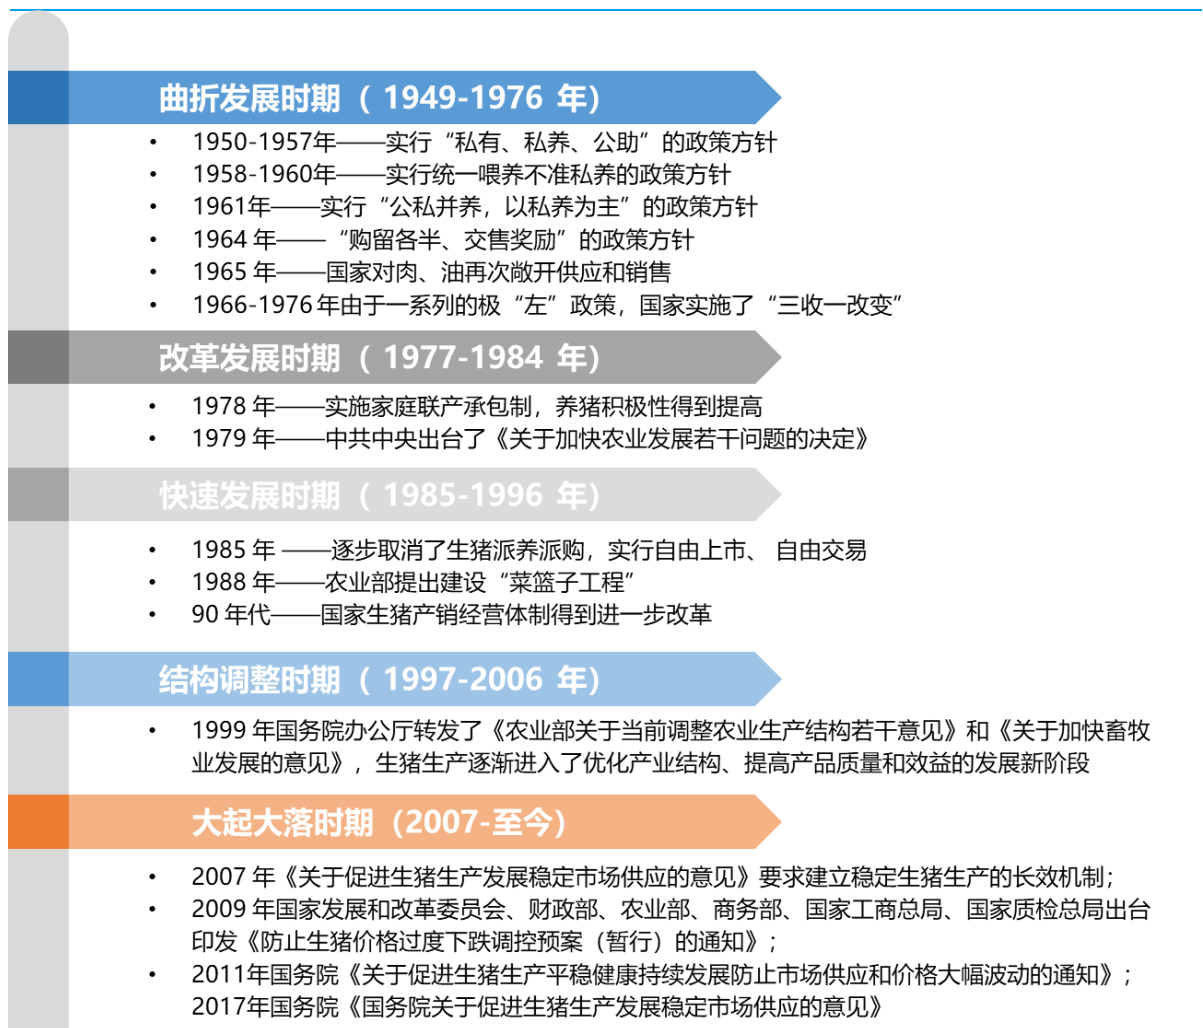 曲折发展时期（ 1949-1976 年）
• 1950-1957年——实行“私有、私养、公助”的政策方针
• 1958-1960年——实行统一喂养不准私养的政策方针
• 1961年——实行“公私并养，以私养为主”的政策方针
• 1964 年—— “购留各半、交售奖励”的政策方针
• 1965 年——国家对肉、油再次敞开供应和销售
• 1966-1976 年由于一系列的极“左”政策，国家实施了“三收一改变”
改革发展时期（ 1977-1984 年）
• 1978 年——实施家庭联产承包制，养猪积极性得到提高
• 1979 年——中共中央出台了《关于加快农业发展若干问题的决定》
快速发展时期（ 1985-1996 年）
• 1985 年 ——逐步取消了生猪派养派购，实行自由上市、 自由交易
• 1988 年——农业部提出建设“菜篮子工程”
• 90 年代——国家生猪产销经营体制得到进一步改革
结构调整时期（ 1997-2006 年）
• 1999 年国务院办公厅转发了《农业部关于当前调整农业生产结构若干意见》和《关于加快畜牧
业发展的意见》，生猪生产逐渐进入了优化产业结构、提高产品质量和效益的发展新阶段
大起大落时期（2007-至今）
• 2007 年《关于促进生猪生产发展稳定市场供应的意见》要求建立稳定生猪生产的长效机制；
• 2009 年国家发展和改革委员会、财政部、农业部、商务部、国家工商总局、国家质检总局出台
印发《防止生猪价格过度下跌调控预案（暂行）的通知》；
• 2011年国务院《关于促进生猪生产平稳健康持续发展防止市场供应和价格大幅波动的通知》；
2017年国务院《国务院关于促进生猪生产发展稳定市场供应的意见》